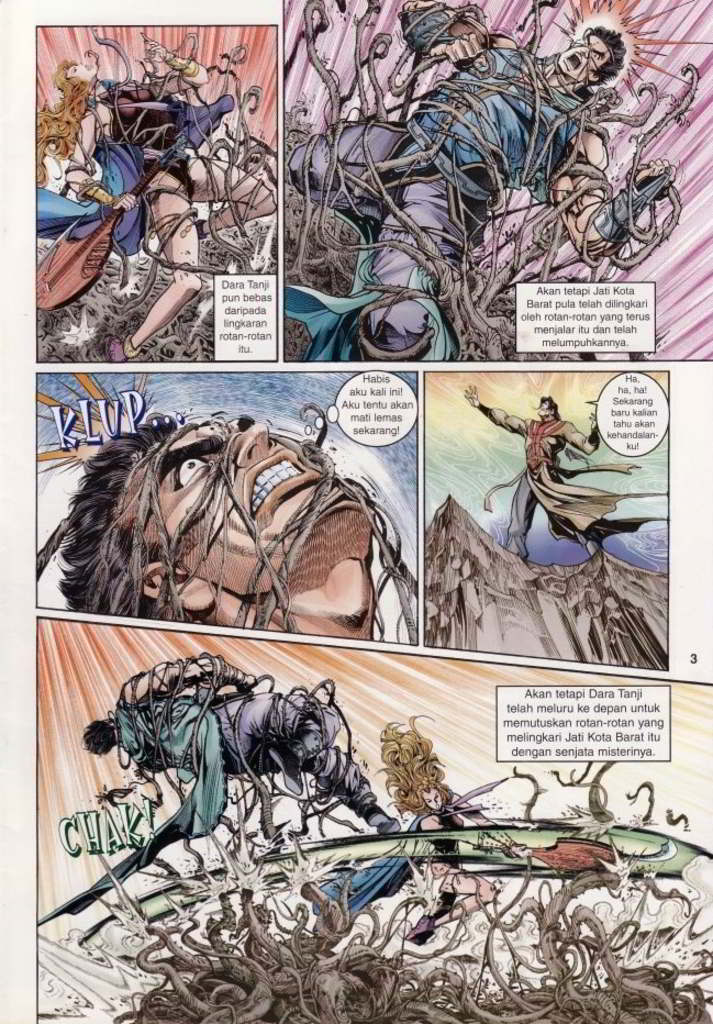 Dara Tanji
pun bebas
daripada
lingkaran
rotan-rotan
itu.
Akan tetapi Jati Kota
Barat pula telah dilingkari
oleh rotan-rotan yang terus
menjalar itu dan telah
melumpuhkannya.
KLUP...
Habis
aku kali ini!
Aku tentu akan
mati lemas
sekarang!
Ha,
ha, ha!
Sekarang
baru kalian
tahu akan
kehandalan-
ku!
3
Akan tetapi Dara Tanji
telah meluru ke depan untuk
memutuskan rotan-rotan yang
melingkari Jati Kota Barat itu
dengan senjata misterinya.
CHAK!